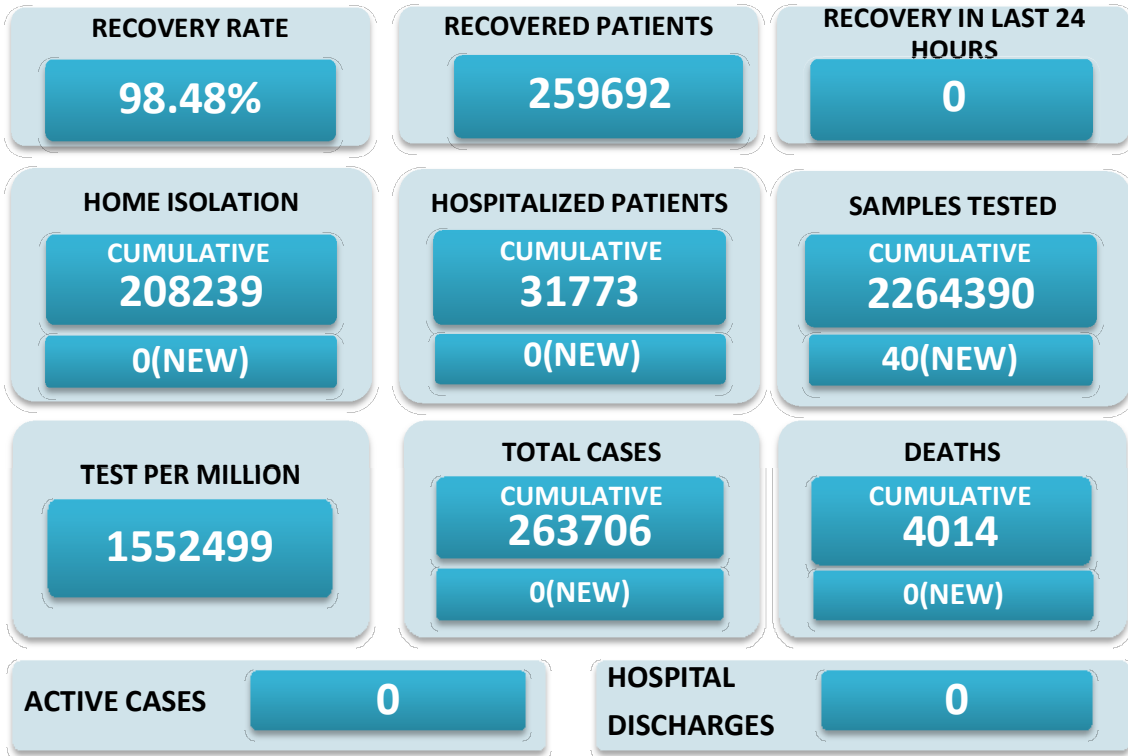 RECOVERY RATE
98.48%
RECOVERED PATIENTS
259692
RECOVERY IN LAST 24
HOURS
0
HOME ISOLATION
CUMULATIVE
208239
0(NEW)
HOSPITALIZED PATIENTS
CUMULATIVE
31773
0(NEW)
SAMPLES TESTED
CUMULATIVE
2264390
40(NEW)
TEST PER MILLION
1552499
TOTAL CASES
CUMULATIVE
263706
0(NEW)
DEATHS
CUMULATIVE
4014
0(NEW)
ACTIVE CASES
0
HOSPITAL
DISCHARGES
0